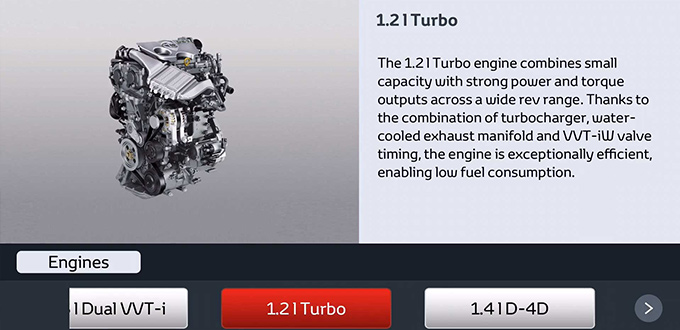 1.2 l Turbo
The 1.2 l Turbo engine combines small
capacity with strong power and torque
outputs across a wide rev range. Thanks to
the combination of turbocharger, water-
cooled exhaust manifold and VVT-iW valve
timing, the engine is exceptionally efficient,
enabling low fuel consumption.
Engines
l Dual VVT-i
1.2 l Turbo
1.4 l D-4D